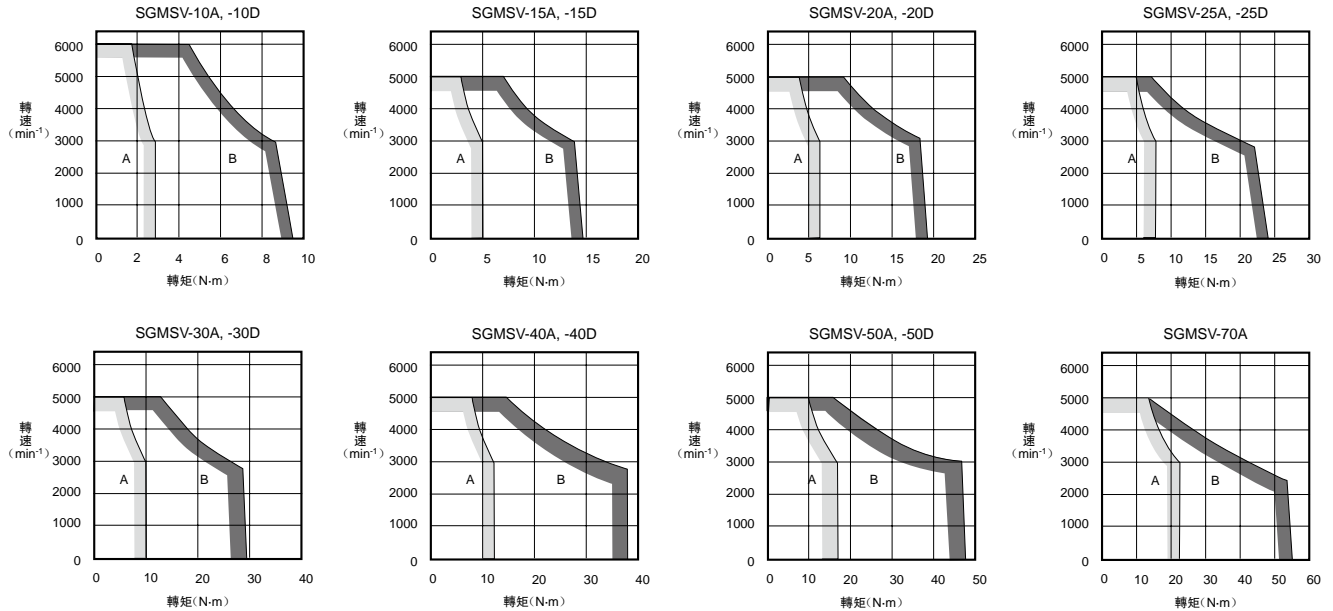 SGMSV-10A, -10D
6000
5000
4000
3000
2000
1000
0
轉速
(min⁻¹)
A
B
0 2 4 6 8 10
轉矩(N·m)
SGMSV-15A, -15D
6000
5000
4000
3000
2000
1000
0
轉速
(min⁻¹)
A
B
0 5 10 15 20
轉矩(N·m)
SGMSV-20A, -20D
6000
5000
4000
3000
2000
1000
0
轉速
(min⁻¹)
A
B
0 5 10 15 20 25
轉矩(N·m)
SGMSV-25A, -25D
6000
5000
4000
3000
2000
1000
0
轉速
(min⁻¹)
A
B
0 5 10 15 20 25 30
轉矩(N·m)
SGMSV-30A, -30D
6000
5000
4000
3000
2000
1000
0
轉速
(min⁻¹)
A
B
0 10 20 30 40
轉矩(N·m)
SGMSV-40A, -40D
6000
5000
4000
3000
2000
1000
0
轉速
(min⁻¹)
A
B
0 10 20 30 40
轉矩(N·m)
SGMSV-50A, -50D
6000
5000
4000
3000
2000
1000
0
轉速
(min⁻¹)
A
B
0 10 20 30 40 50
轉矩(N·m)
SGMSV-70A
6000
5000
4000
3000
2000
1000
0
轉速
(min⁻¹)
A
B
0 10 20 30 40 50 60
轉矩(N·m)